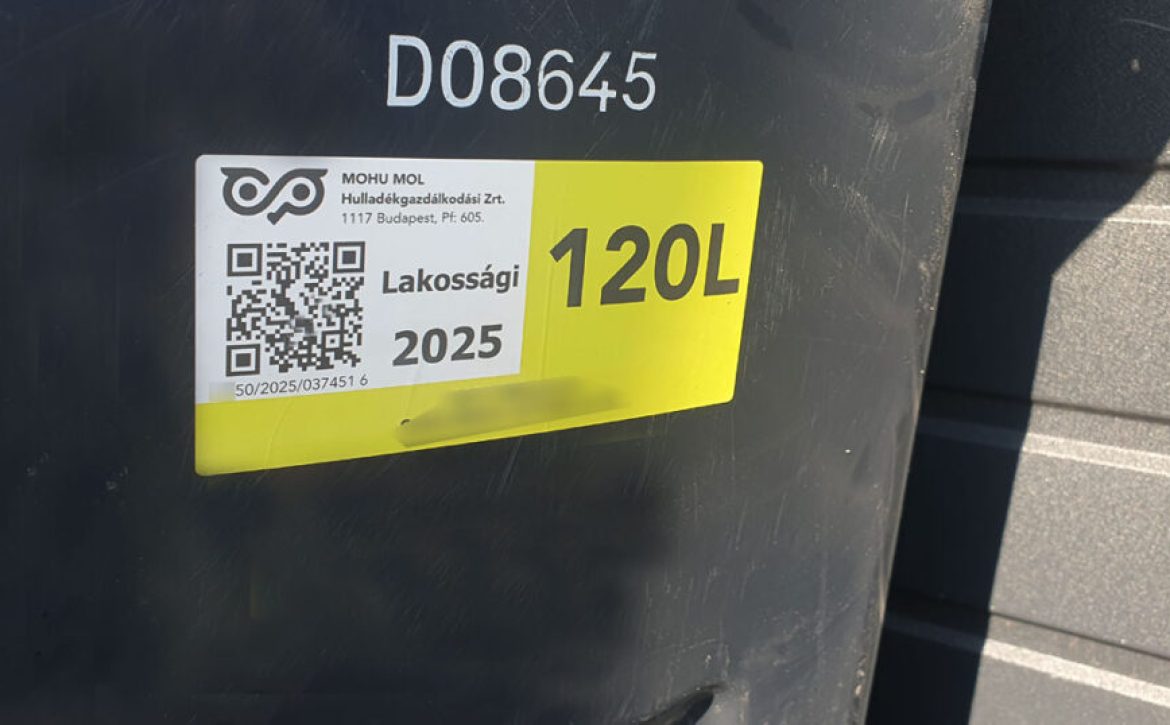 D08645
MOHU MOL
Hulladékgazdálkodási Zrt.
1117 Budapest, Pf: 605.
Lakossági
2025
120L
50/2025/037451 6